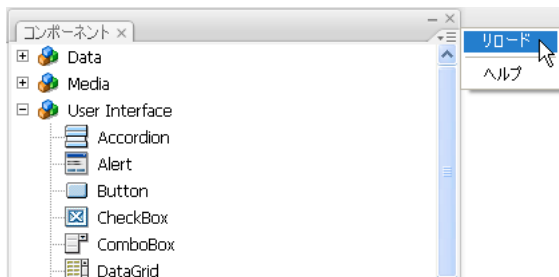 コンポーネント
リロード
ヘルプ
Data
Media
User Interface
Accordion
Alert
Button
CheckBox
ComboBox
DataGrid